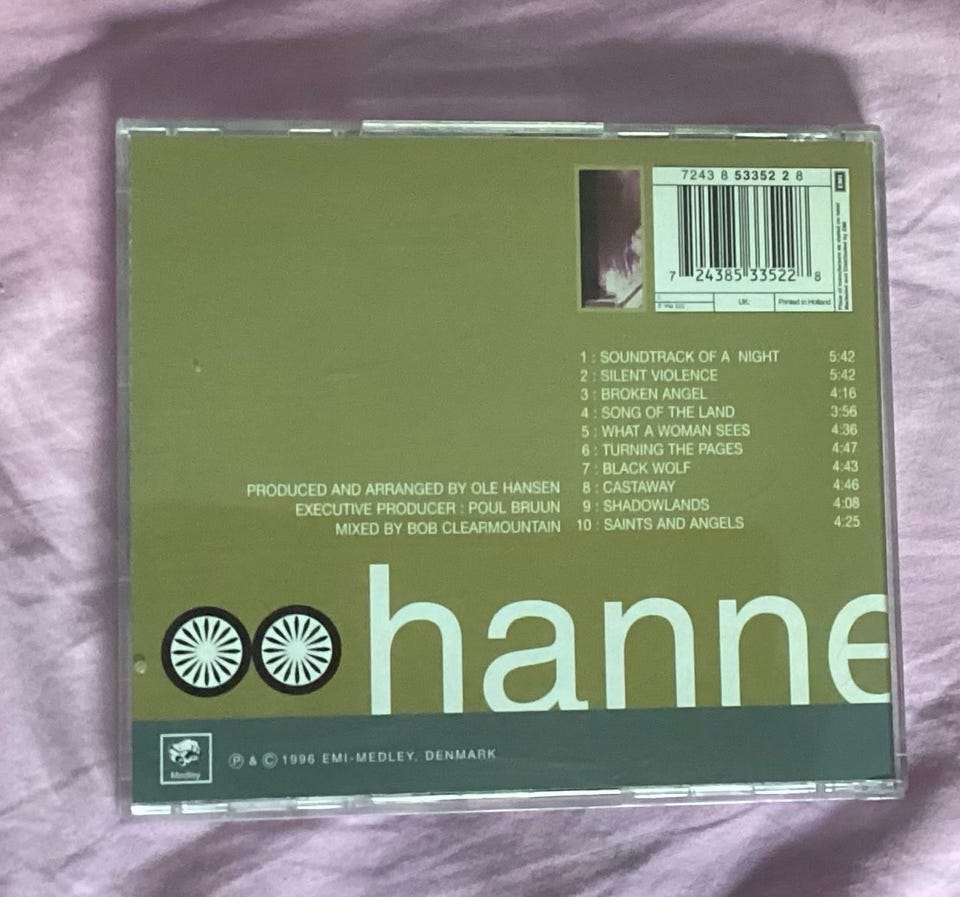 7243 8 53352 2 8
7 24385 33522 8
UK:
Printed in Holland
EMI
1 : SOUNDTRACK OF A NIGHT 5:42
2 : SILENT VIOLENCE 5:42
3 : BROKEN ANGEL 4:16
4 : SONG OF THE LAND 3:56
5 : WHAT A WOMAN SEES 4:36
6 : TURNING THE PAGES 4:47
7 : BLACK WOLF 4:43
8 : CASTAWAY 4:46
9 : SHADOWLANDS 4:08
10 : SAINTS AND ANGELS 4:25
PRODUCED AND ARRANGED BY OLE HANSEN
EXECUTIVE PRODUCER : POUL BRUUN
MIXED BY BOB CLEARMOUNTAIN
hanne
Medley
Ⓟ & © 1996 EMI-MEDLEY, DENMARK